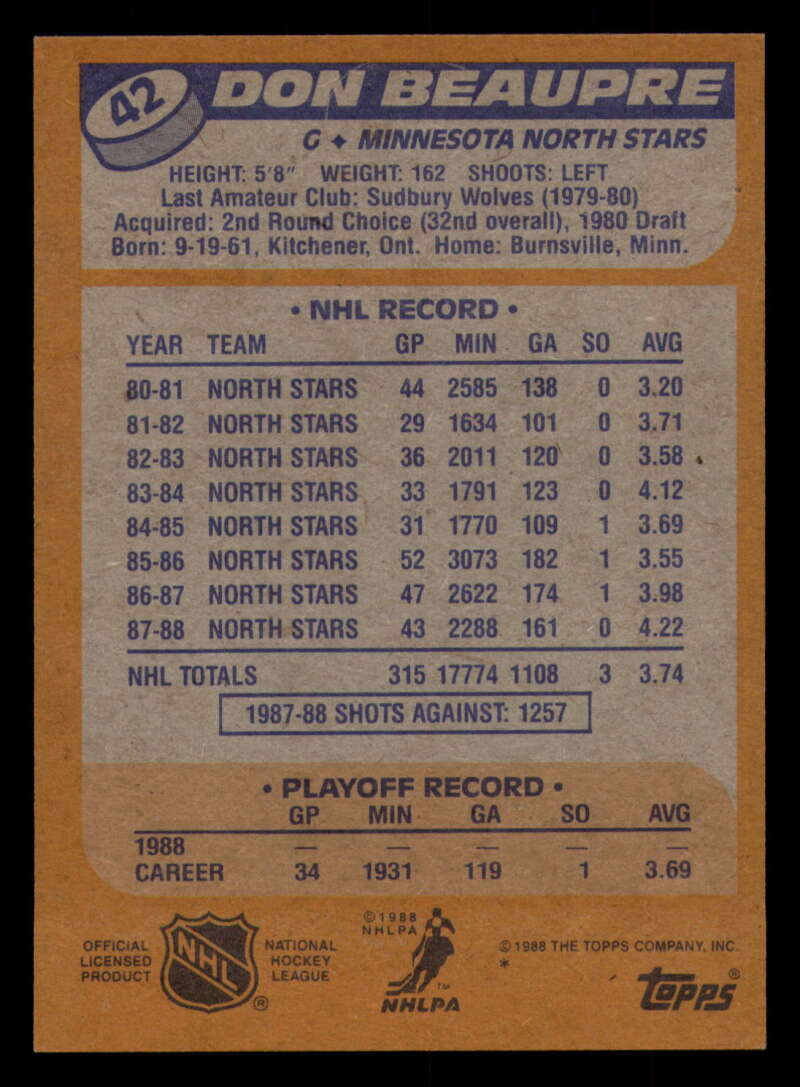 42 DON BEAUPRE
G ✦ MINNESOTA NORTH STARS
HEIGHT: 5'8" WEIGHT: 162 SHOOTS: LEFT
Last Amateur Club: Sudbury Wolves (1979-80)
Acquired: 2nd Round Choice (32nd overall), 1980 Draft
Born: 9-19-61, Kitchener, Ont. Home: Burnsville, Minn.
• NHL RECORD •
YEAR TEAM GP MIN GA SO AVG
80-81 NORTH STARS 44 2585 138 0 3.20
81-82 NORTH STARS 29 1634 101 0 3.71
82-83 NORTH STARS 36 2011 120 0 3.58
83-84 NORTH STARS 33 1791 123 0 4.12
84-85 NORTH STARS 31 1770 109 1 3.69
85-86 NORTH STARS 52 3073 182 1 3.55
86-87 NORTH STARS 47 2622 174 1 3.98
87-88 NORTH STARS 43 2288 161 0 4.22
NHL TOTALS 315 17774 1108 3 3.74
1987-88 SHOTS AGAINST: 1257
• PLAYOFF RECORD •
GP MIN GA SO AVG
1988 — — — — —
CAREER 34 1931 119 1 3.69
OFFICIAL
LICENSED
PRODUCT
NHL ®
NATIONAL
HOCKEY
LEAGUE
© 1988
NHLPA
™
NHLPA
© 1988 THE TOPPS COMPANY, INC.
*
topps®